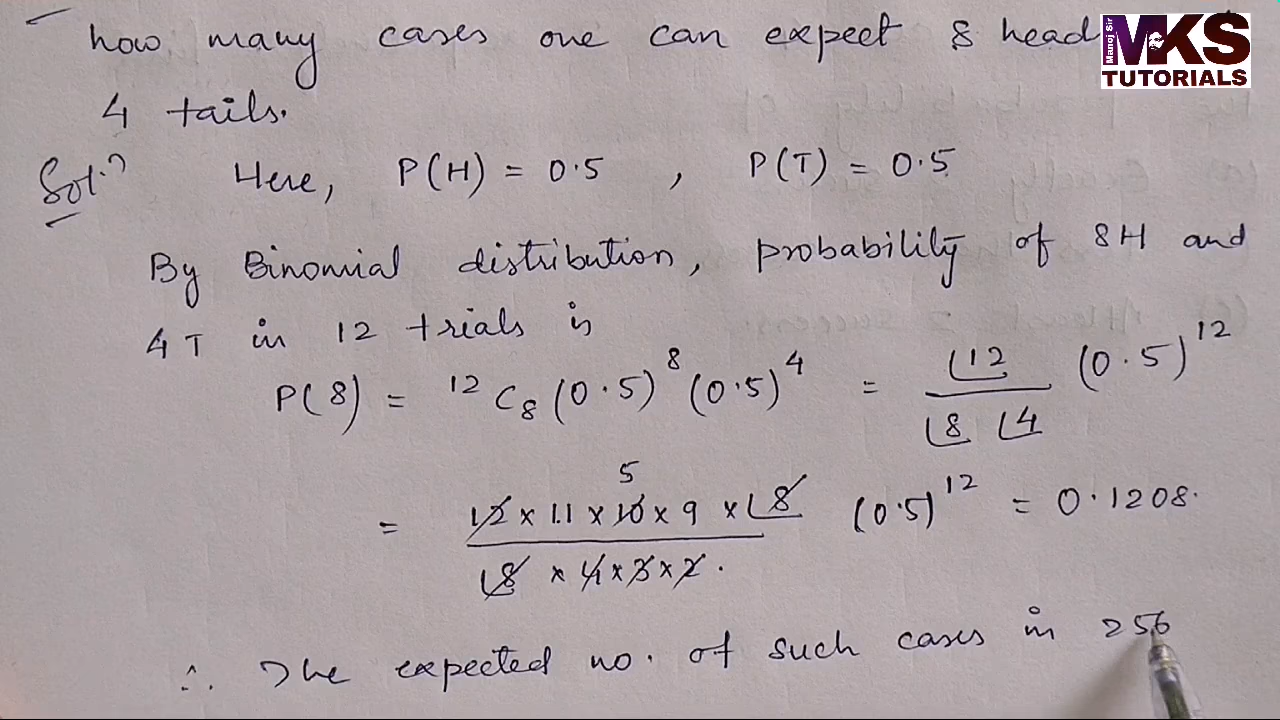 how many cases one can expect 8 head
4 tails.
Manoj Sir
MKS
TUTORIALS
Sol.? Here, P(H) = 0.5 , P(T) = 0.5
By Binomial distribution, probability of 8H and
4T in 12 trials is
P(8) = ¹²C₈ (0.5)⁸ (0.5)⁴ = ⌊12 / ⌊8 ⌊4 (0.5)¹²
= 12 × 11 × 10 5 × 9 × ⌊8 / ⌊8 × 4 × 3 × 2 . (0.5)¹² = 0.1208.
∴ The expected no. of such cases in 256